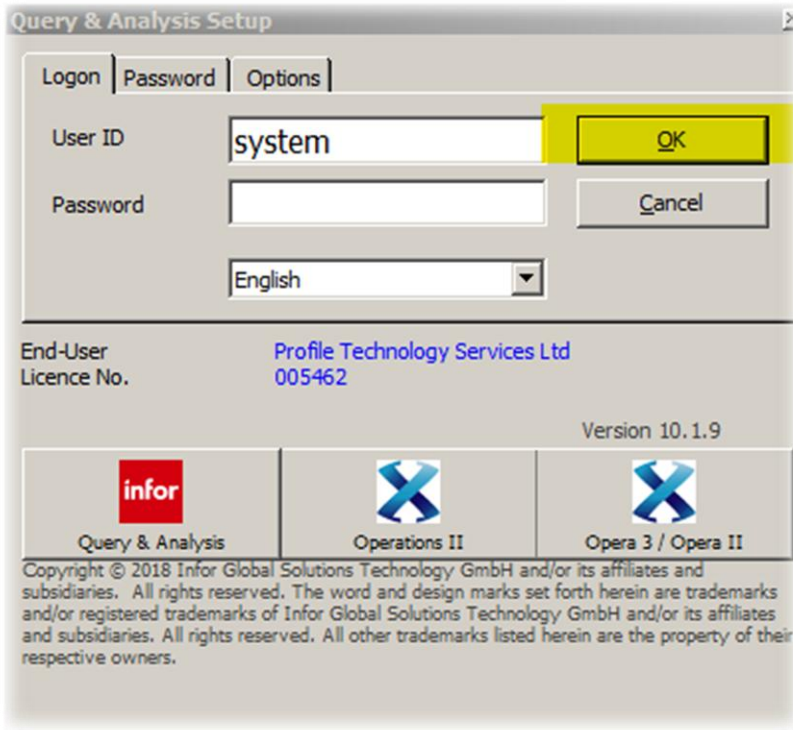 Query & Analysis Setup
Logon Password Options
User ID system OK
Password Cancel
English
End-User Profile Technology Services Ltd
Licence No. 005462
Version 10.1.9
infor
Query & Analysis Operations II Opera 3 / Opera II
Copyright © 2018 Infor Global Solutions Technology GmbH and/or its affiliates and
subsidiaries. All rights reserved. The word and design marks set forth herein are trademarks
and/or registered trademarks of Infor Global Solutions Technology GmbH and/or its affiliates
and subsidiaries. All rights reserved. All other trademarks listed herein are the property of their
respective owners.